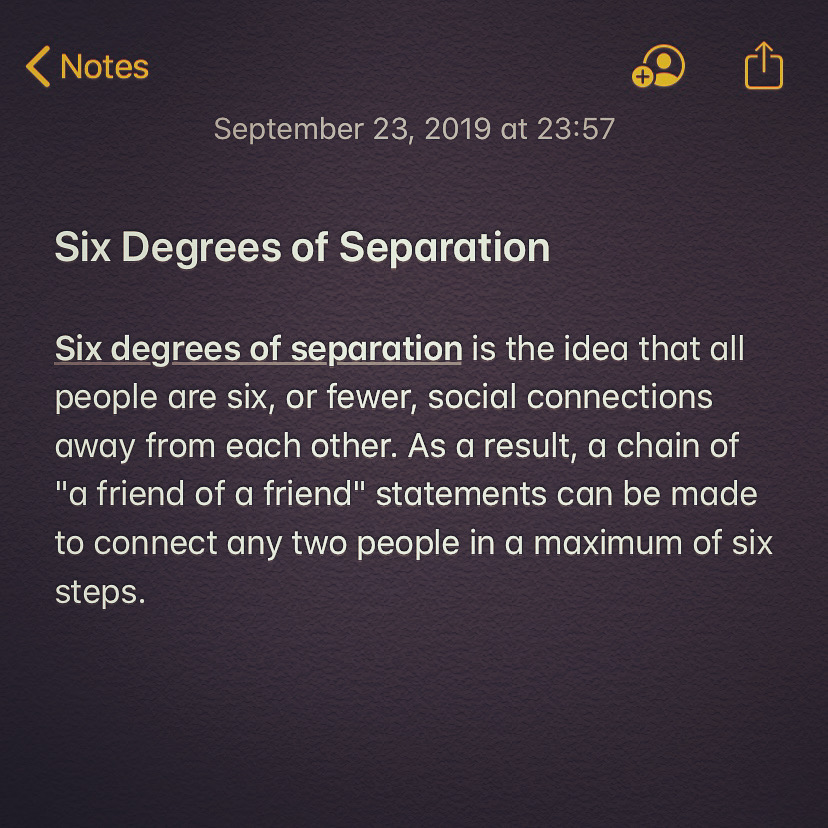 Notes
September 23, 2019 at 23:57
Six Degrees of Separation
Six degrees of separation is the idea that all
people are six, or fewer, social connections
away from each other. As a result, a chain of
"a friend of a friend" statements can be made
to connect any two people in a maximum of six
steps.